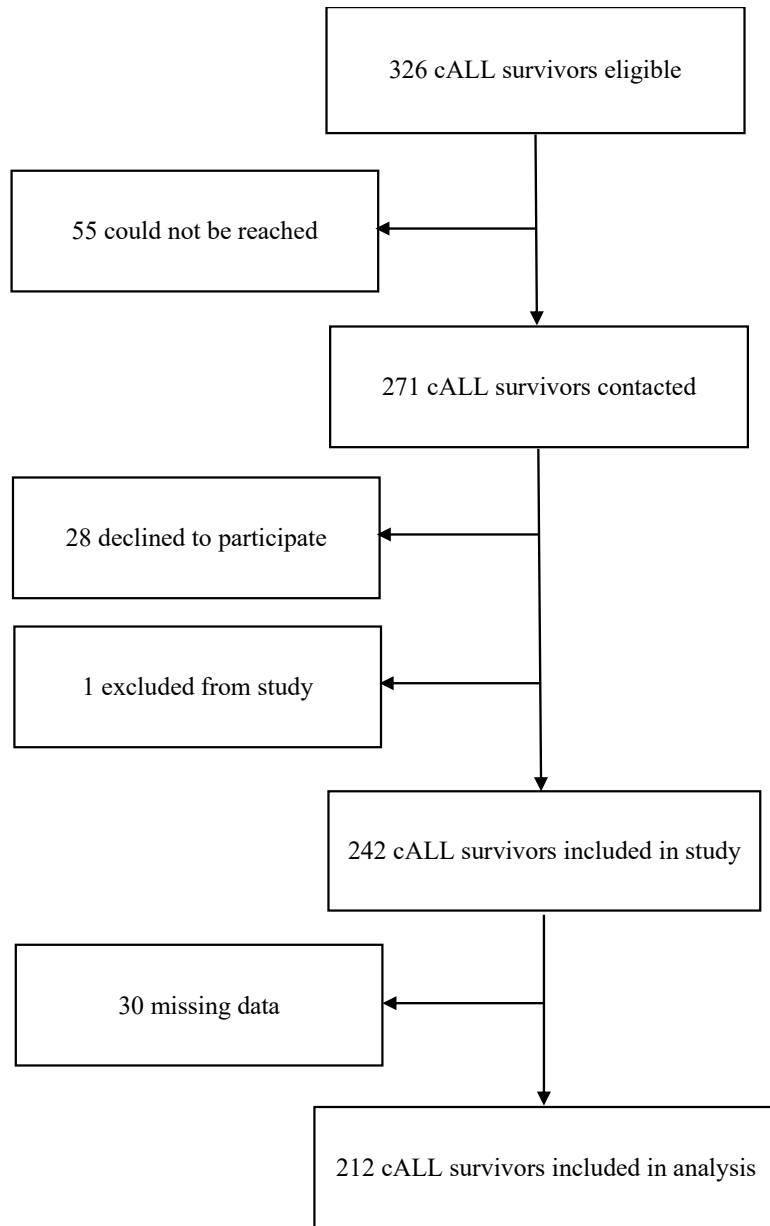 326 cALL survivors eligible
55 could not be reached
271 cALL survivors contacted
28 declined to participate
1 excluded from study
242 cALL survivors included in study
30 missing data
212 cALL survivors included in analysis